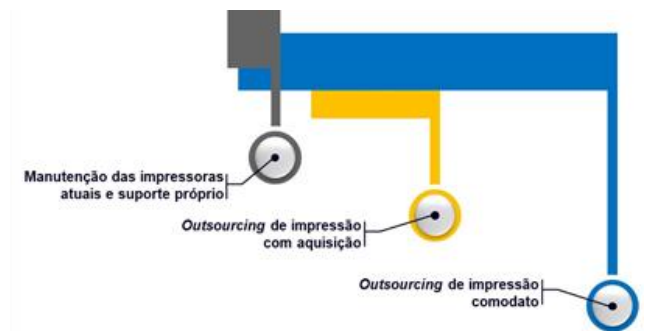 Manutenção das impressoras
atuais e suporte próprio
Outsourcing de impressão
com aquisição
Outsourcing de impressão
comodato